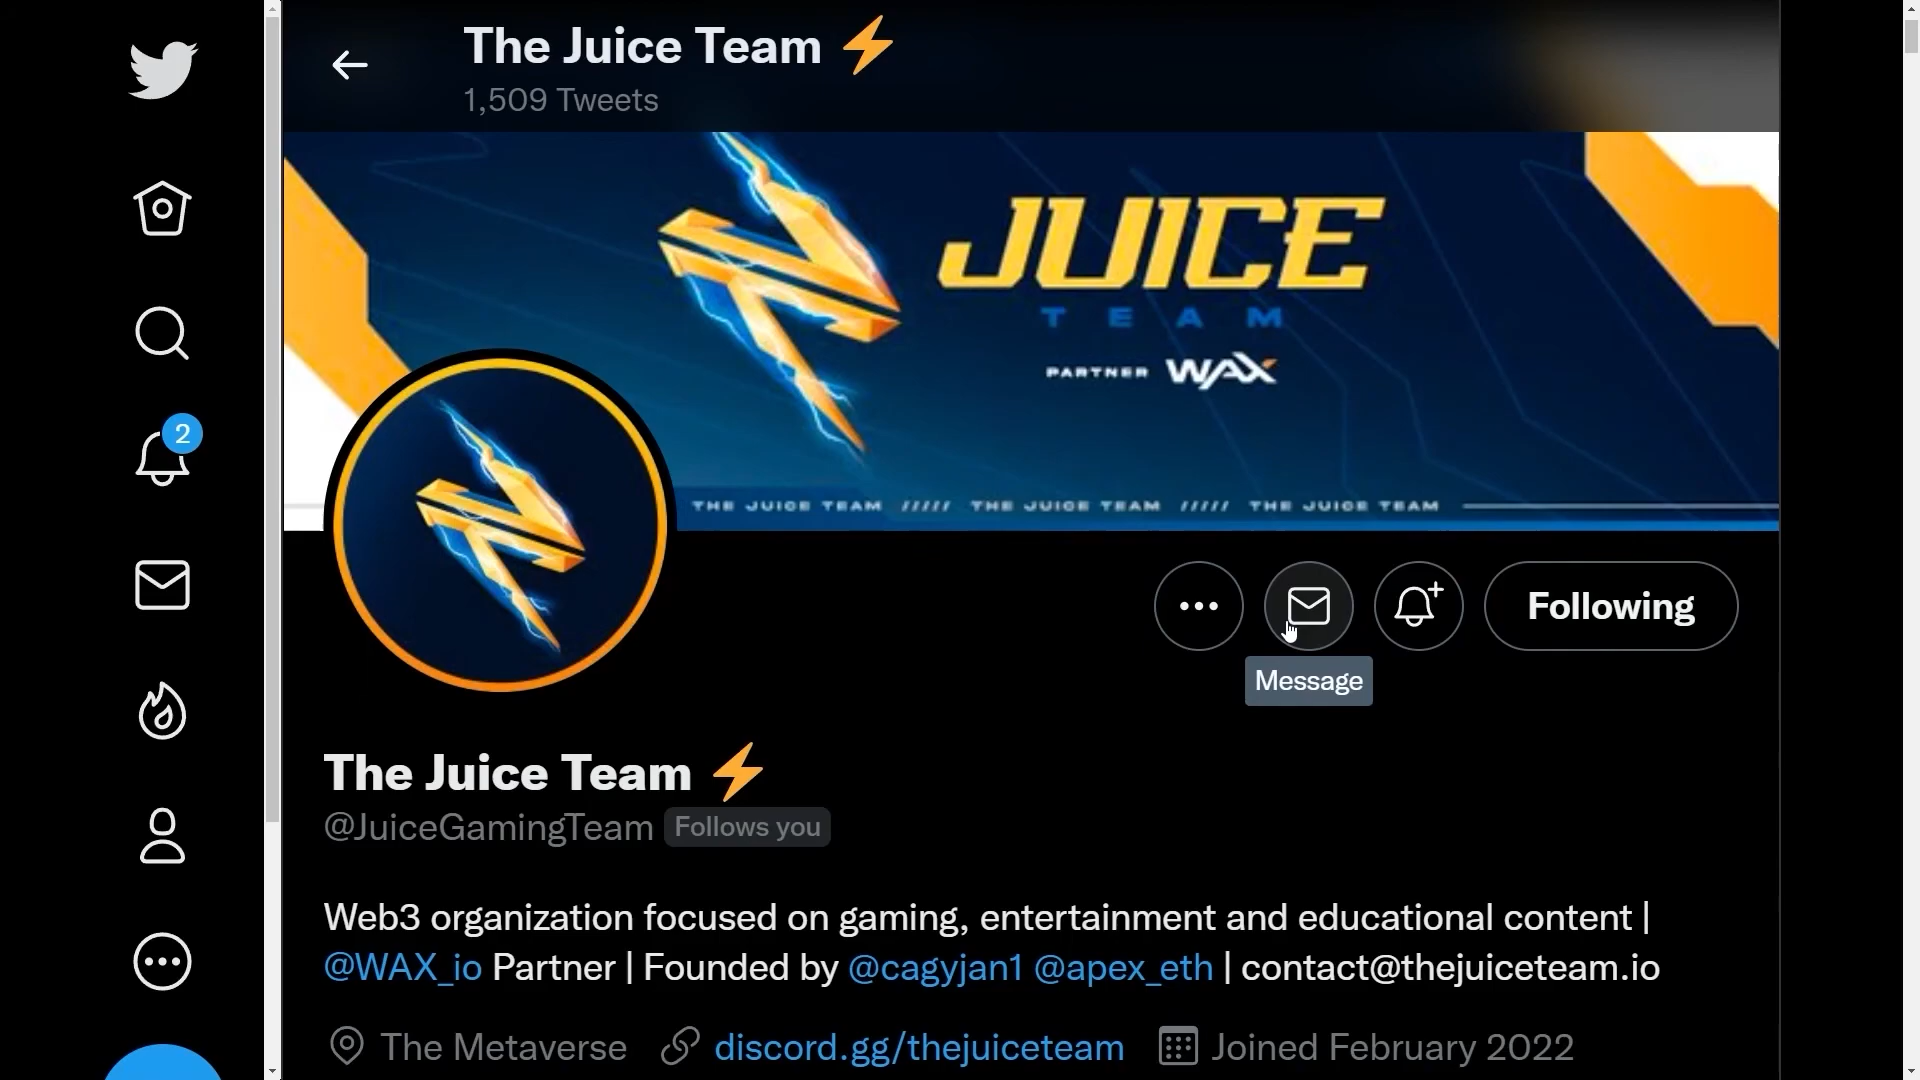 The Juice Team ⚡
1,509 Tweets
JUICE
TEAM
PARTNER WAX
THE JUICE TEAM ///// THE JUICE TEAM ///// THE JUICE TEAM
2
Following
Message
The Juice Team ⚡
@JuiceGamingTeam Follows you
Web3 organization focused on gaming, entertainment and educational content |
@WAX_io Partner | Founded by @cagyjan1 @apex_eth | contact@thejuiceteam.io
The Metaverse discord.gg/thejuiceteam Joined February 2022